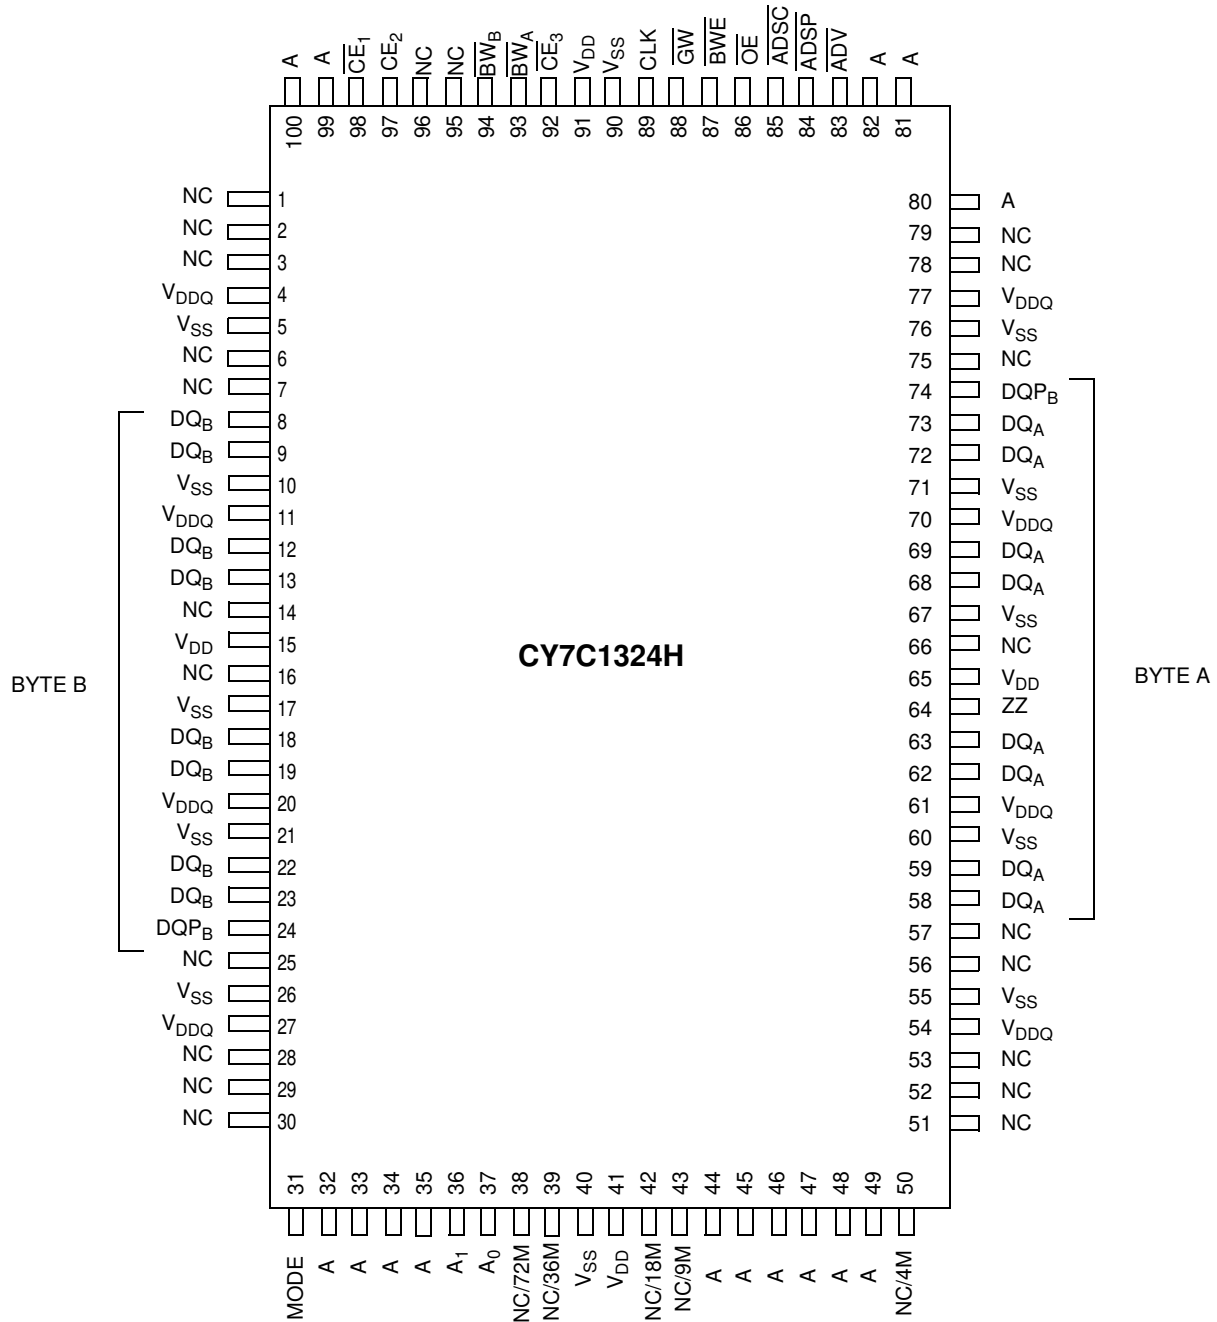 A
A
CE1
CE2
NC
NC
BWB
BWA
CE3
VDD
VSS
CLK
GW
BWE
OE
ADSC
ADSP
ADV
A
A
100
99
98
97
96
95
94
93
92
91
90
89
88
87
86
85
84
83
82
81
NC 1
NC 2
NC 3
VDDQ 4
VSS 5
NC 6
NC 7
DQB 8
DQB 9
VSS 10
VDDQ 11
DQB 12
DQB 13
NC 14
VDD 15
NC 16
VSS 17
DQB 18
DQB 19
VDDQ 20
VSS 21
DQB 22
DQB 23
DQPB 24
NC 25
VSS 26
VDDQ 27
NC 28
NC 29
NC 30
BYTE B
CY7C1324H
80 A
79 NC
78 NC
77 VDDQ
76 VSS
75 NC
74 DQPB
73 DQA
72 DQA
71 VSS
70 VDDQ
69 DQA
68 DQA
67 VSS
66 NC
65 VDD
64 ZZ
63 DQA
62 DQA
61 VDDQ
60 VSS
59 DQA
58 DQA
57 NC
56 NC
55 VSS
54 VDDQ
53 NC
52 NC
51 NC
BYTE A
31
32
33
34
35
36
37
38
39
40
41
42
43
44
45
46
47
48
49
50
MODE
A
A
A
A
A1
A0
NC/72M
NC/36M
VSS
VDD
NC/18M
NC/9M
A
A
A
A
A
A
NC/4M